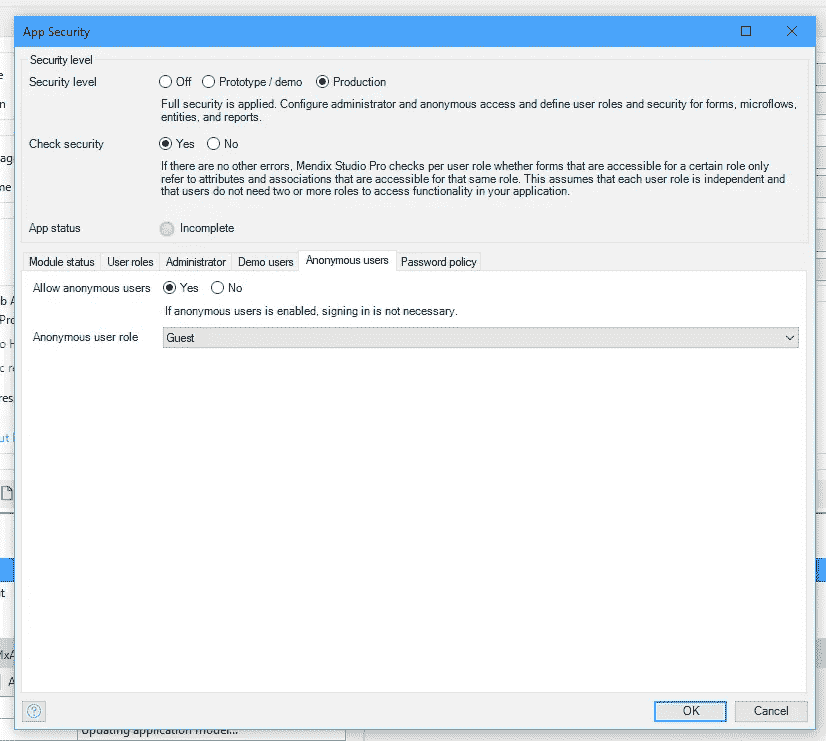 App Security
Security level
Security level Off Prototype / demo Production
Full security is applied. Configure administrator and anonymous access and define user roles and security for forms, microflows,
entities, and reports.
Check security Yes No
If there are no other errors, Mendix Studio Pro checks per user role whether forms that are accessible for a certain role only
refer to attributes and associations that are accessible for that same role. This assumes that each user role is independent and
that users do not need two or more roles to access functionality in your application.
App status Incomplete
Module status User roles Administrator Demo users Anonymous users Password policy
Allow anonymous users Yes No
If anonymous users is enabled, signing in is not necessary.
Anonymous user role Guest
OK Cancel
Updating application model...